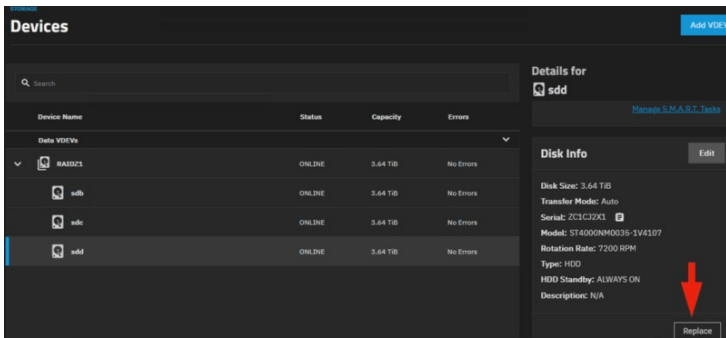 STORAGE
Devices
Add VDEV
Search
Device Name Status Capacity Errors
Data VDEVs
RAIDZ1 ONLINE 3.64 TiB No Errors
sdb ONLINE 3.64 TiB No Errors
sdc ONLINE 3.64 TiB No Errors
sdd ONLINE 3.64 TiB No Errors
Details for
sdd
Manage S.M.A.R.T. Tasks
Disk Info Edit
Disk Size: 3.64 TiB
Transfer Mode: Auto
Serial: ZC1CJ2X1
Model: ST4000NM0035-1V4107
Rotation Rate: 7200 RPM
Type: HDD
HDD Standby: ALWAYS ON
Description: N/A
Replace